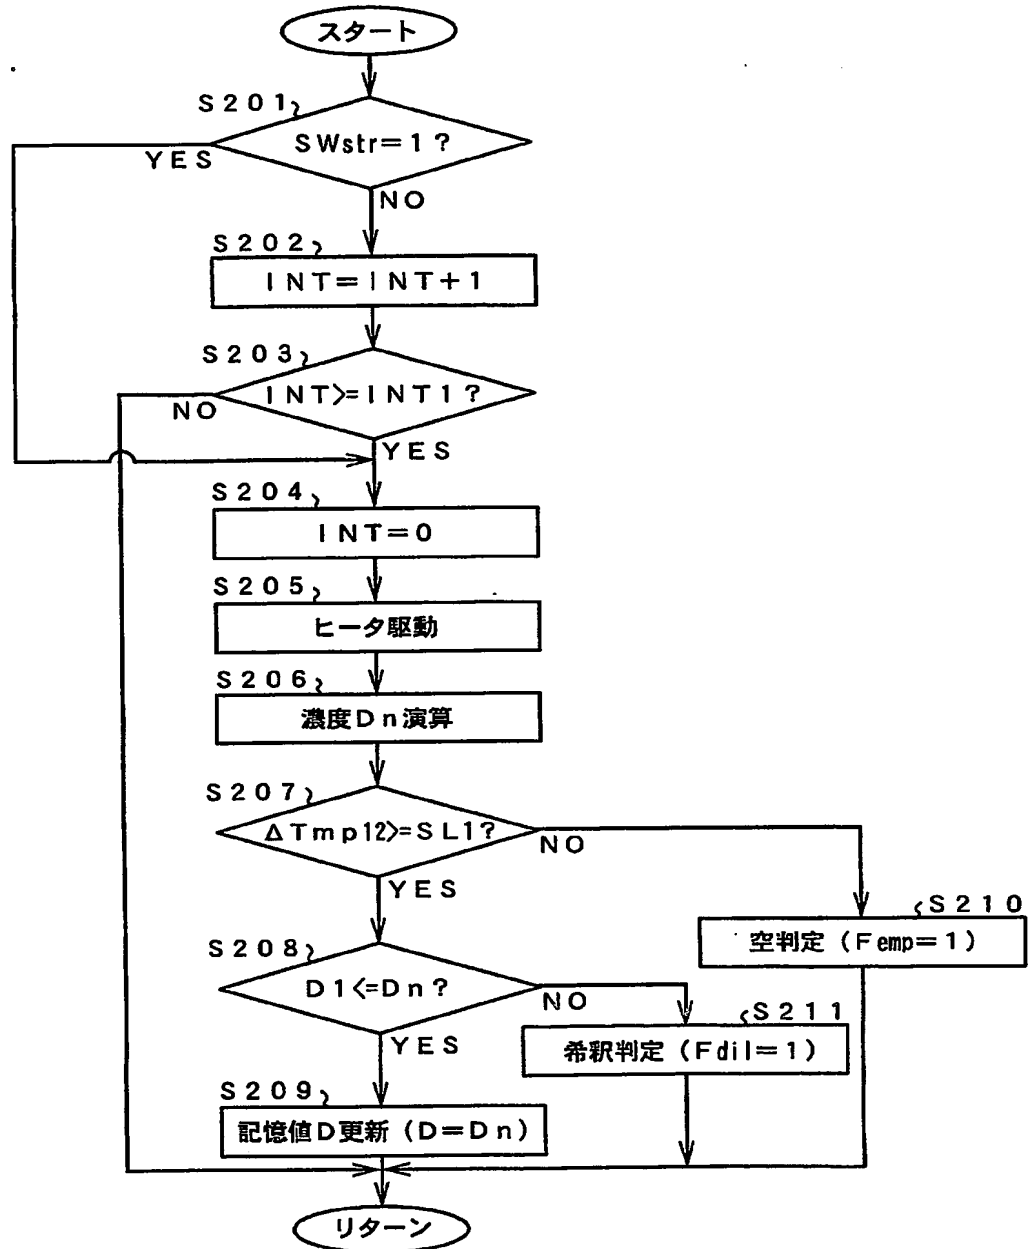 スタート
S201
SWstr=1?
YES
NO
S202
INT=INT+1
S203
INT>=INT1?
NO
YES
S204
INT=0
S205
ヒータ駆動
S206
濃度Dn演算
S207
ΔTmp12>=SL1?
NO
YES
S210
空判定(Femp=1)
S208
D1<=Dn?
NO
YES
S211
希釈判定(Fdil=1)
S209
記憶値D更新(D=Dn)
リターン